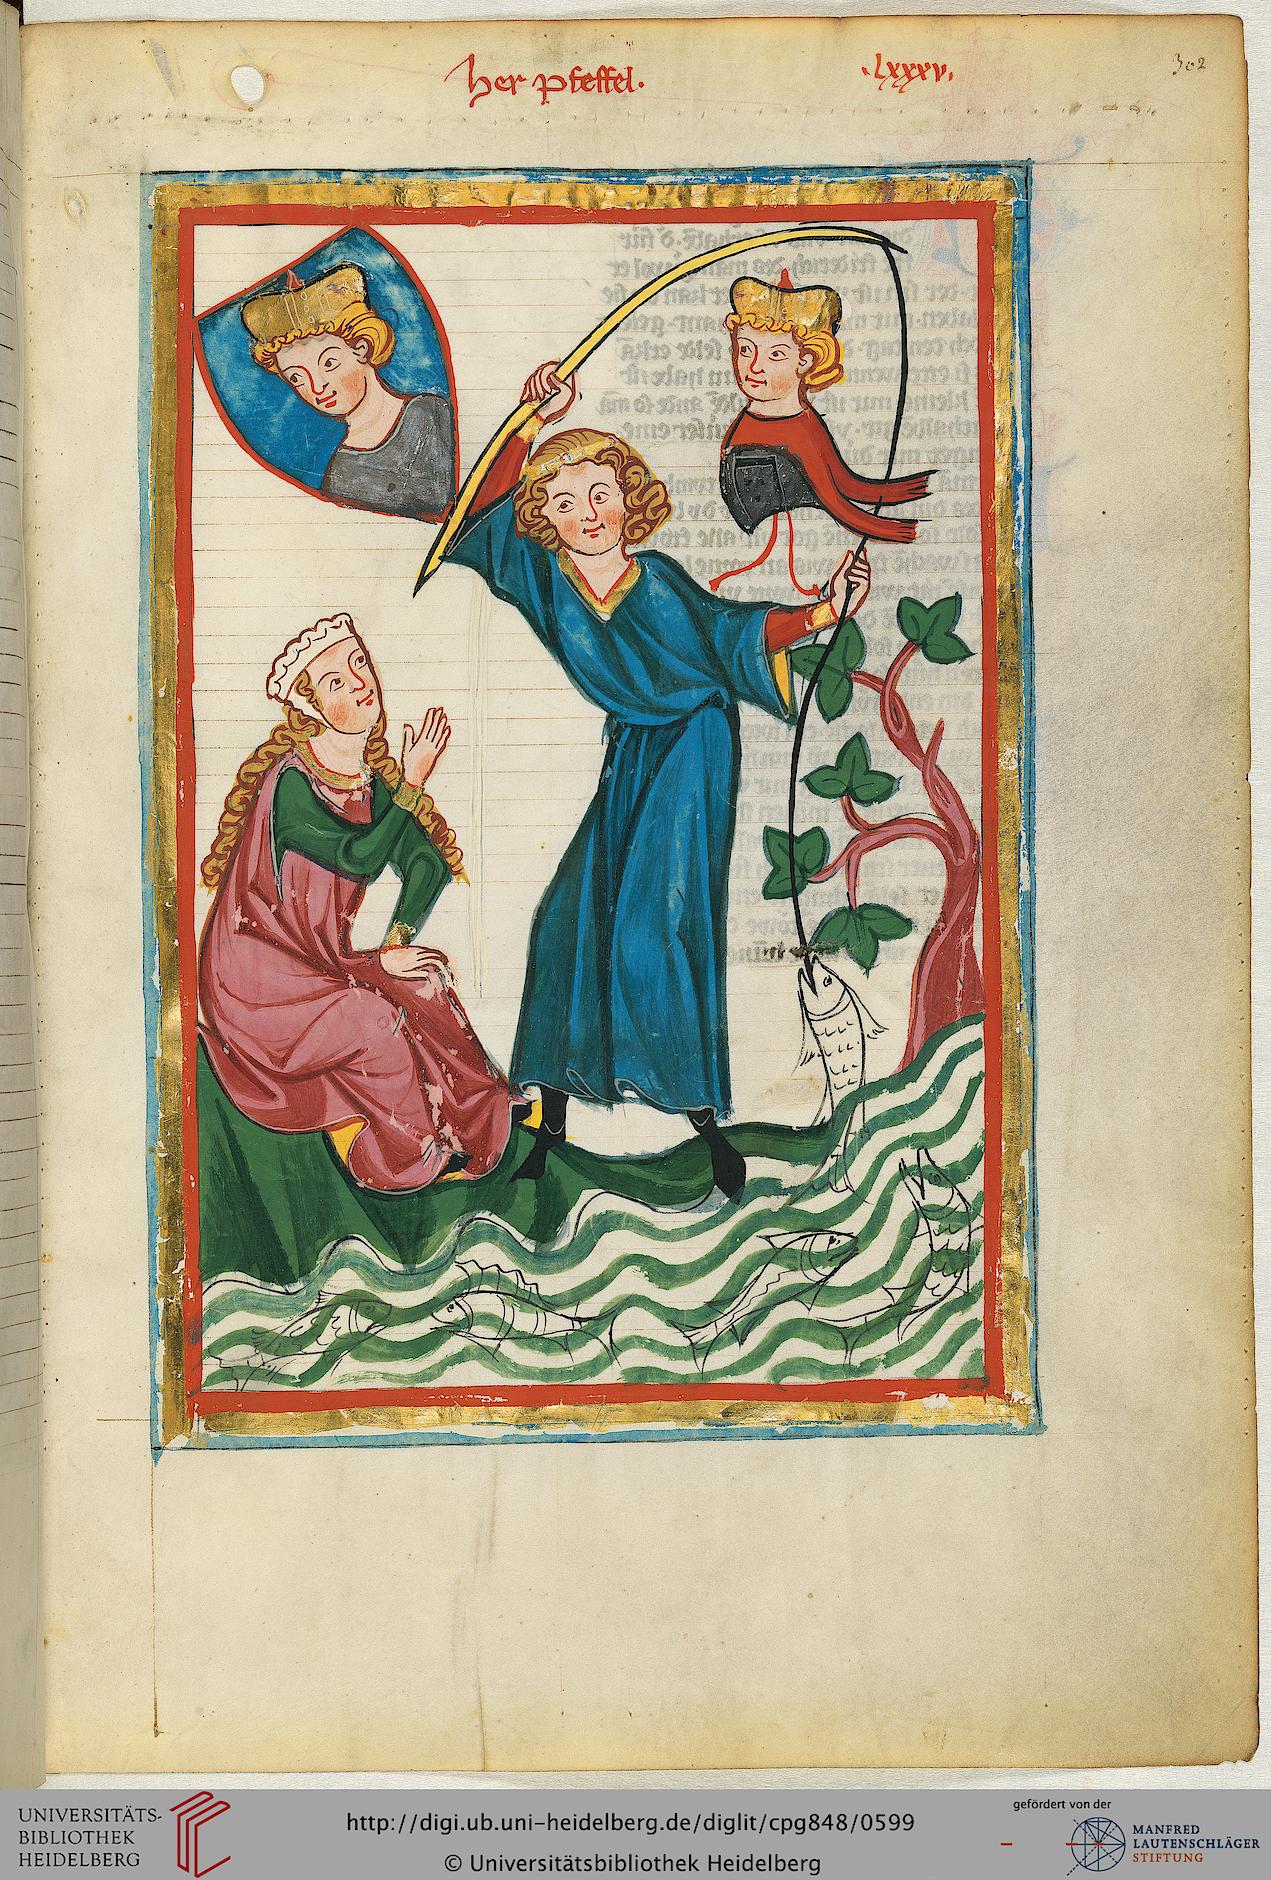 her pfeffel.
.lxxxv.
302
UNIVERSITÄTS-
BIBLIOTHEK
HEIDELBERG
http://digi.ub.uni-heidelberg.de/diglit/cpg848/0599
© Universitätsbibliothek Heidelberg
gefördert von der
MANFRED
LAUTENSCHLÄGER
STIFTUNG